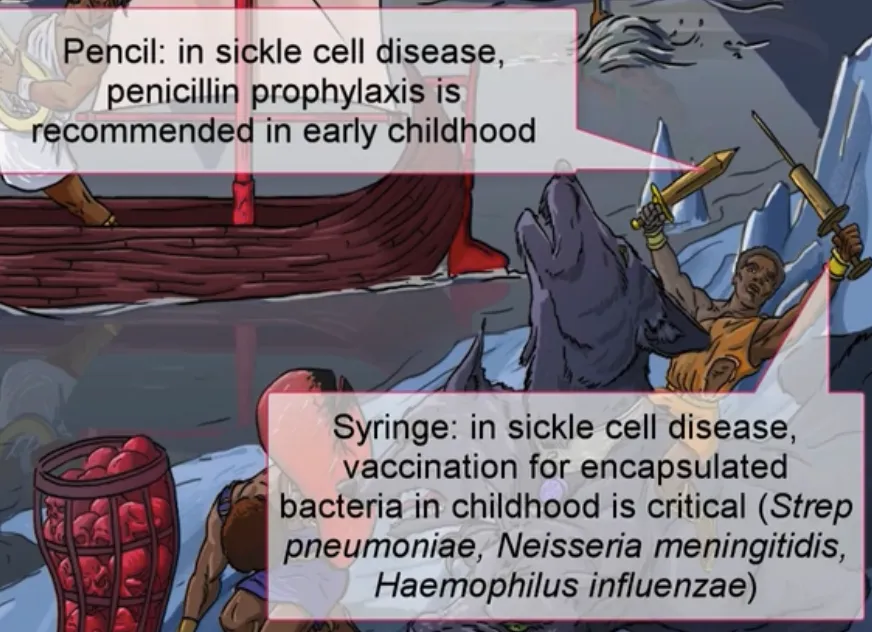 Pencil: in sickle cell disease,
penicillin prophylaxis is
recommended in early childhood
Syringe: in sickle cell disease,
vaccination for encapsulated
bacteria in childhood is critical (Strep
pneumoniae, Neisseria meningitidis,
Haemophilus influenzae)